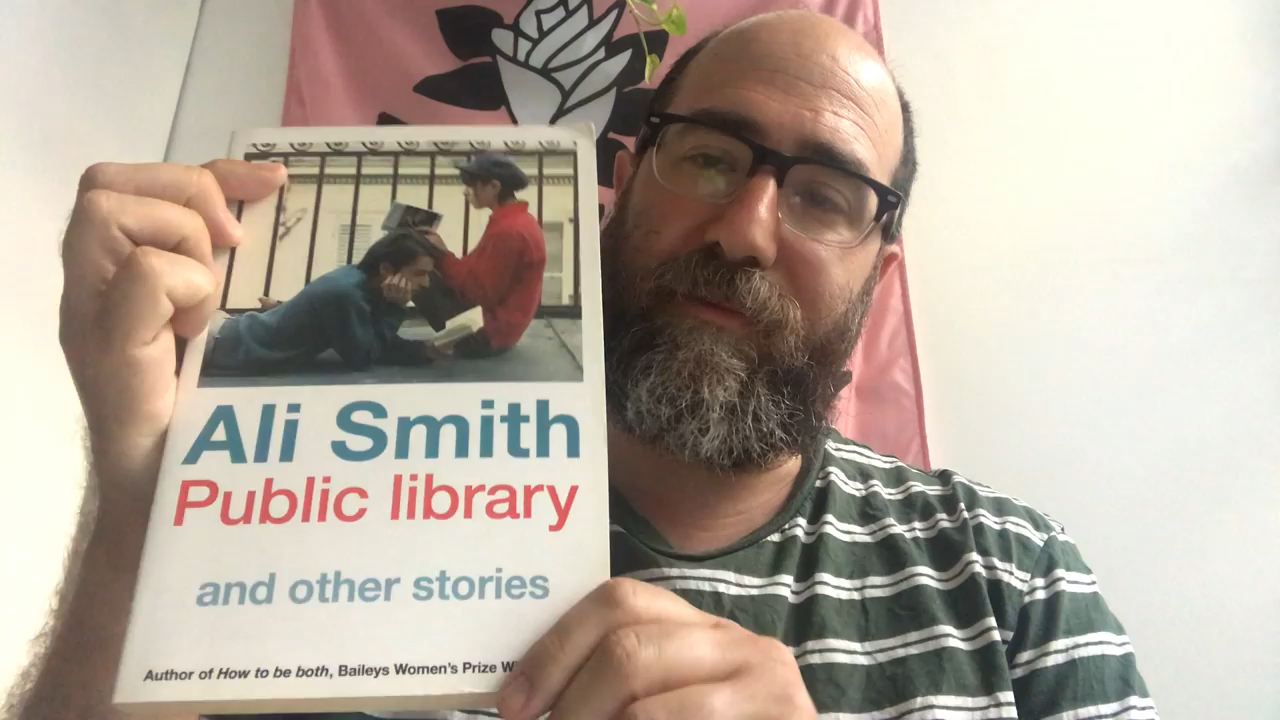 Ali Smith
Public library
and other stories
Author of How to be both, Baileys Women's Prize